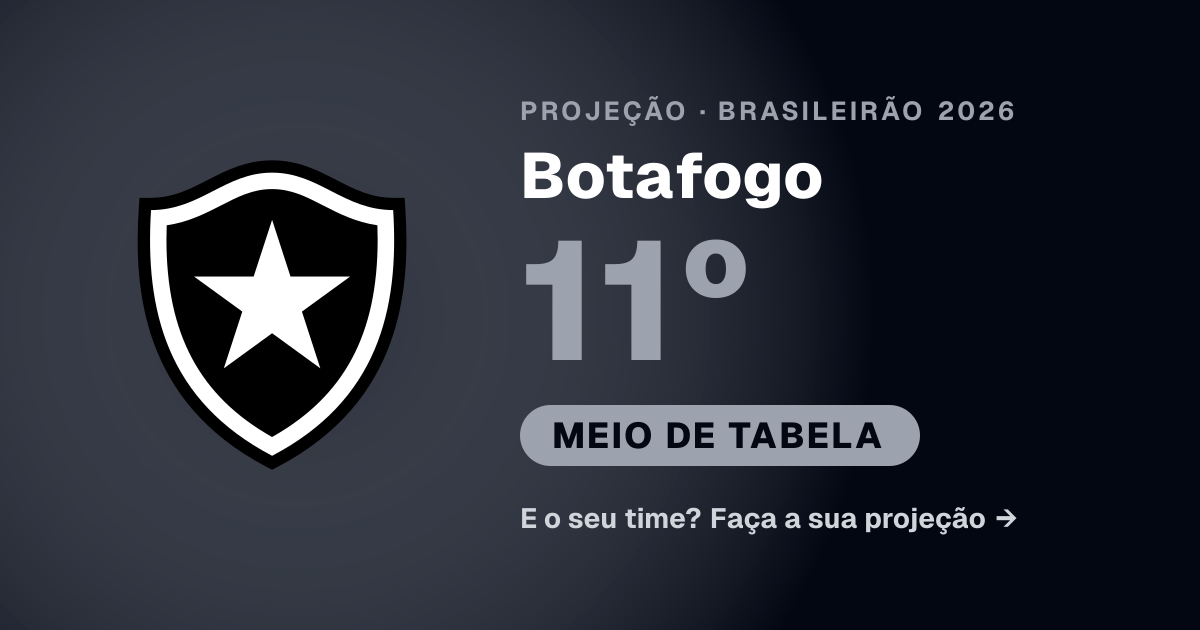 PROJEÇÃO · BRASILEIRÃO 2026
Botafogo
11º
MEIO DE TABELA
E o seu time? Faça a sua projeção →